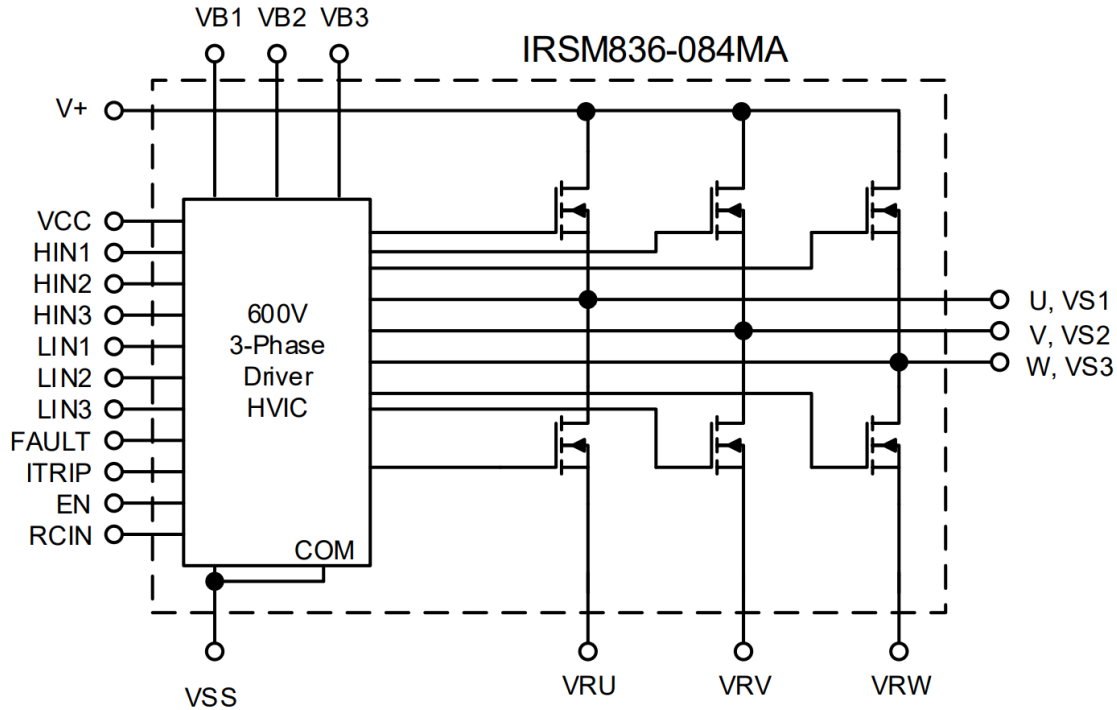 VB1 VB2 VB3
IRSM836-084MA
V+
VCC
HIN1
HIN2
HIN3
LIN1
LIN2
LIN3
FAULT
ITRIP
EN
RCIN
600V
3-Phase
Driver
HVIC
COM
U, VS1
V, VS2
W, VS3
VSS
VRU
VRV
VRW